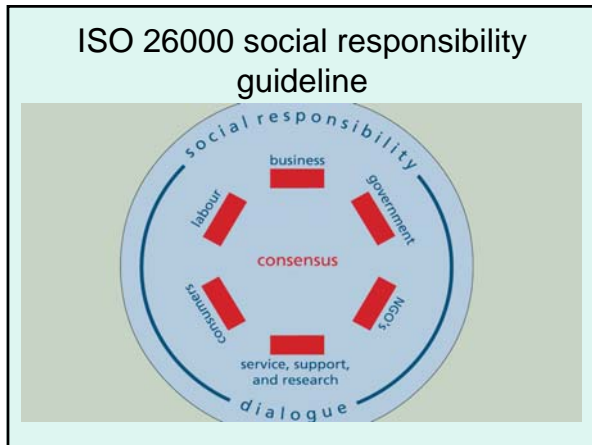 ISO 26000 social responsibility
guideline
social responsibility
business
labour
government
consensus
consumers
NGO's
service, support,
and research
dialogue